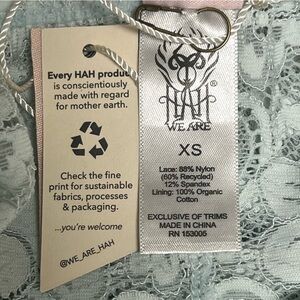 Every HAH produc
is conscientiously
made with regard
for mother earth.
Check the fine
print for sustainable
fabrics, processes
& packaging.
...you're welcome
@WE_ARE_HAH
HAH®
WE ARE
XS
Lace: 88% Nylon
(60% Recycled)
12% Spandex
Lining: 100% Organic
Cotton
EXCLUSIVE OF TRIMS
MADE IN CHINA
RN 153005